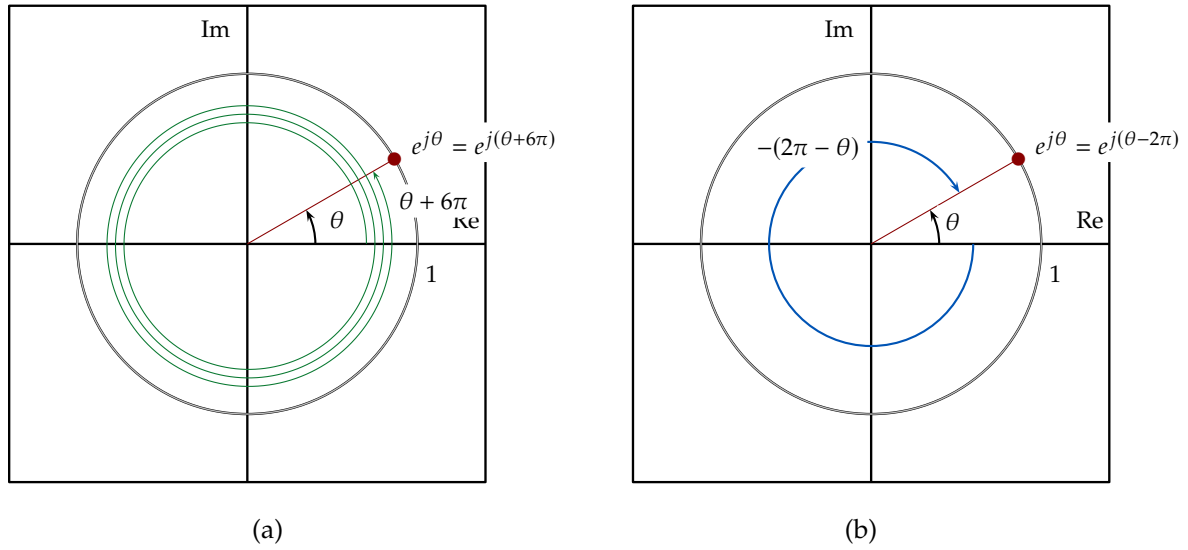 Im
e^{jθ} = e^{j(θ+6π)}
θ + 6π
θ
Re
1
(a)
Im
e^{jθ} = e^{j(θ−2π)}
−(2π − θ)
θ
Re
1
(b)